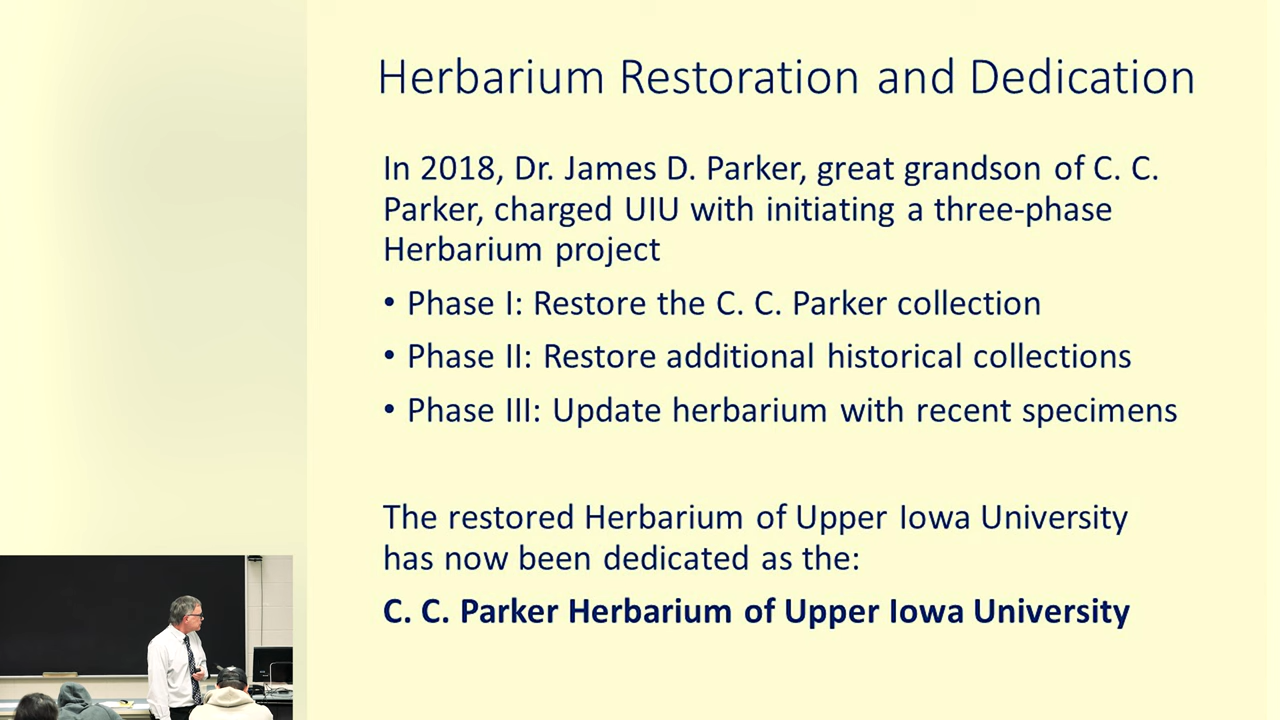 Herbarium Restoration and Dedication
In 2018, Dr. James D. Parker, great grandson of C. C.
Parker, charged UIU with initiating a three-phase
Herbarium project
• Phase I: Restore the C. C. Parker collection
• Phase II: Restore additional historical collections
• Phase III: Update herbarium with recent specimens
The restored Herbarium of Upper Iowa University
has now been dedicated as the:
C. C. Parker Herbarium of Upper Iowa University